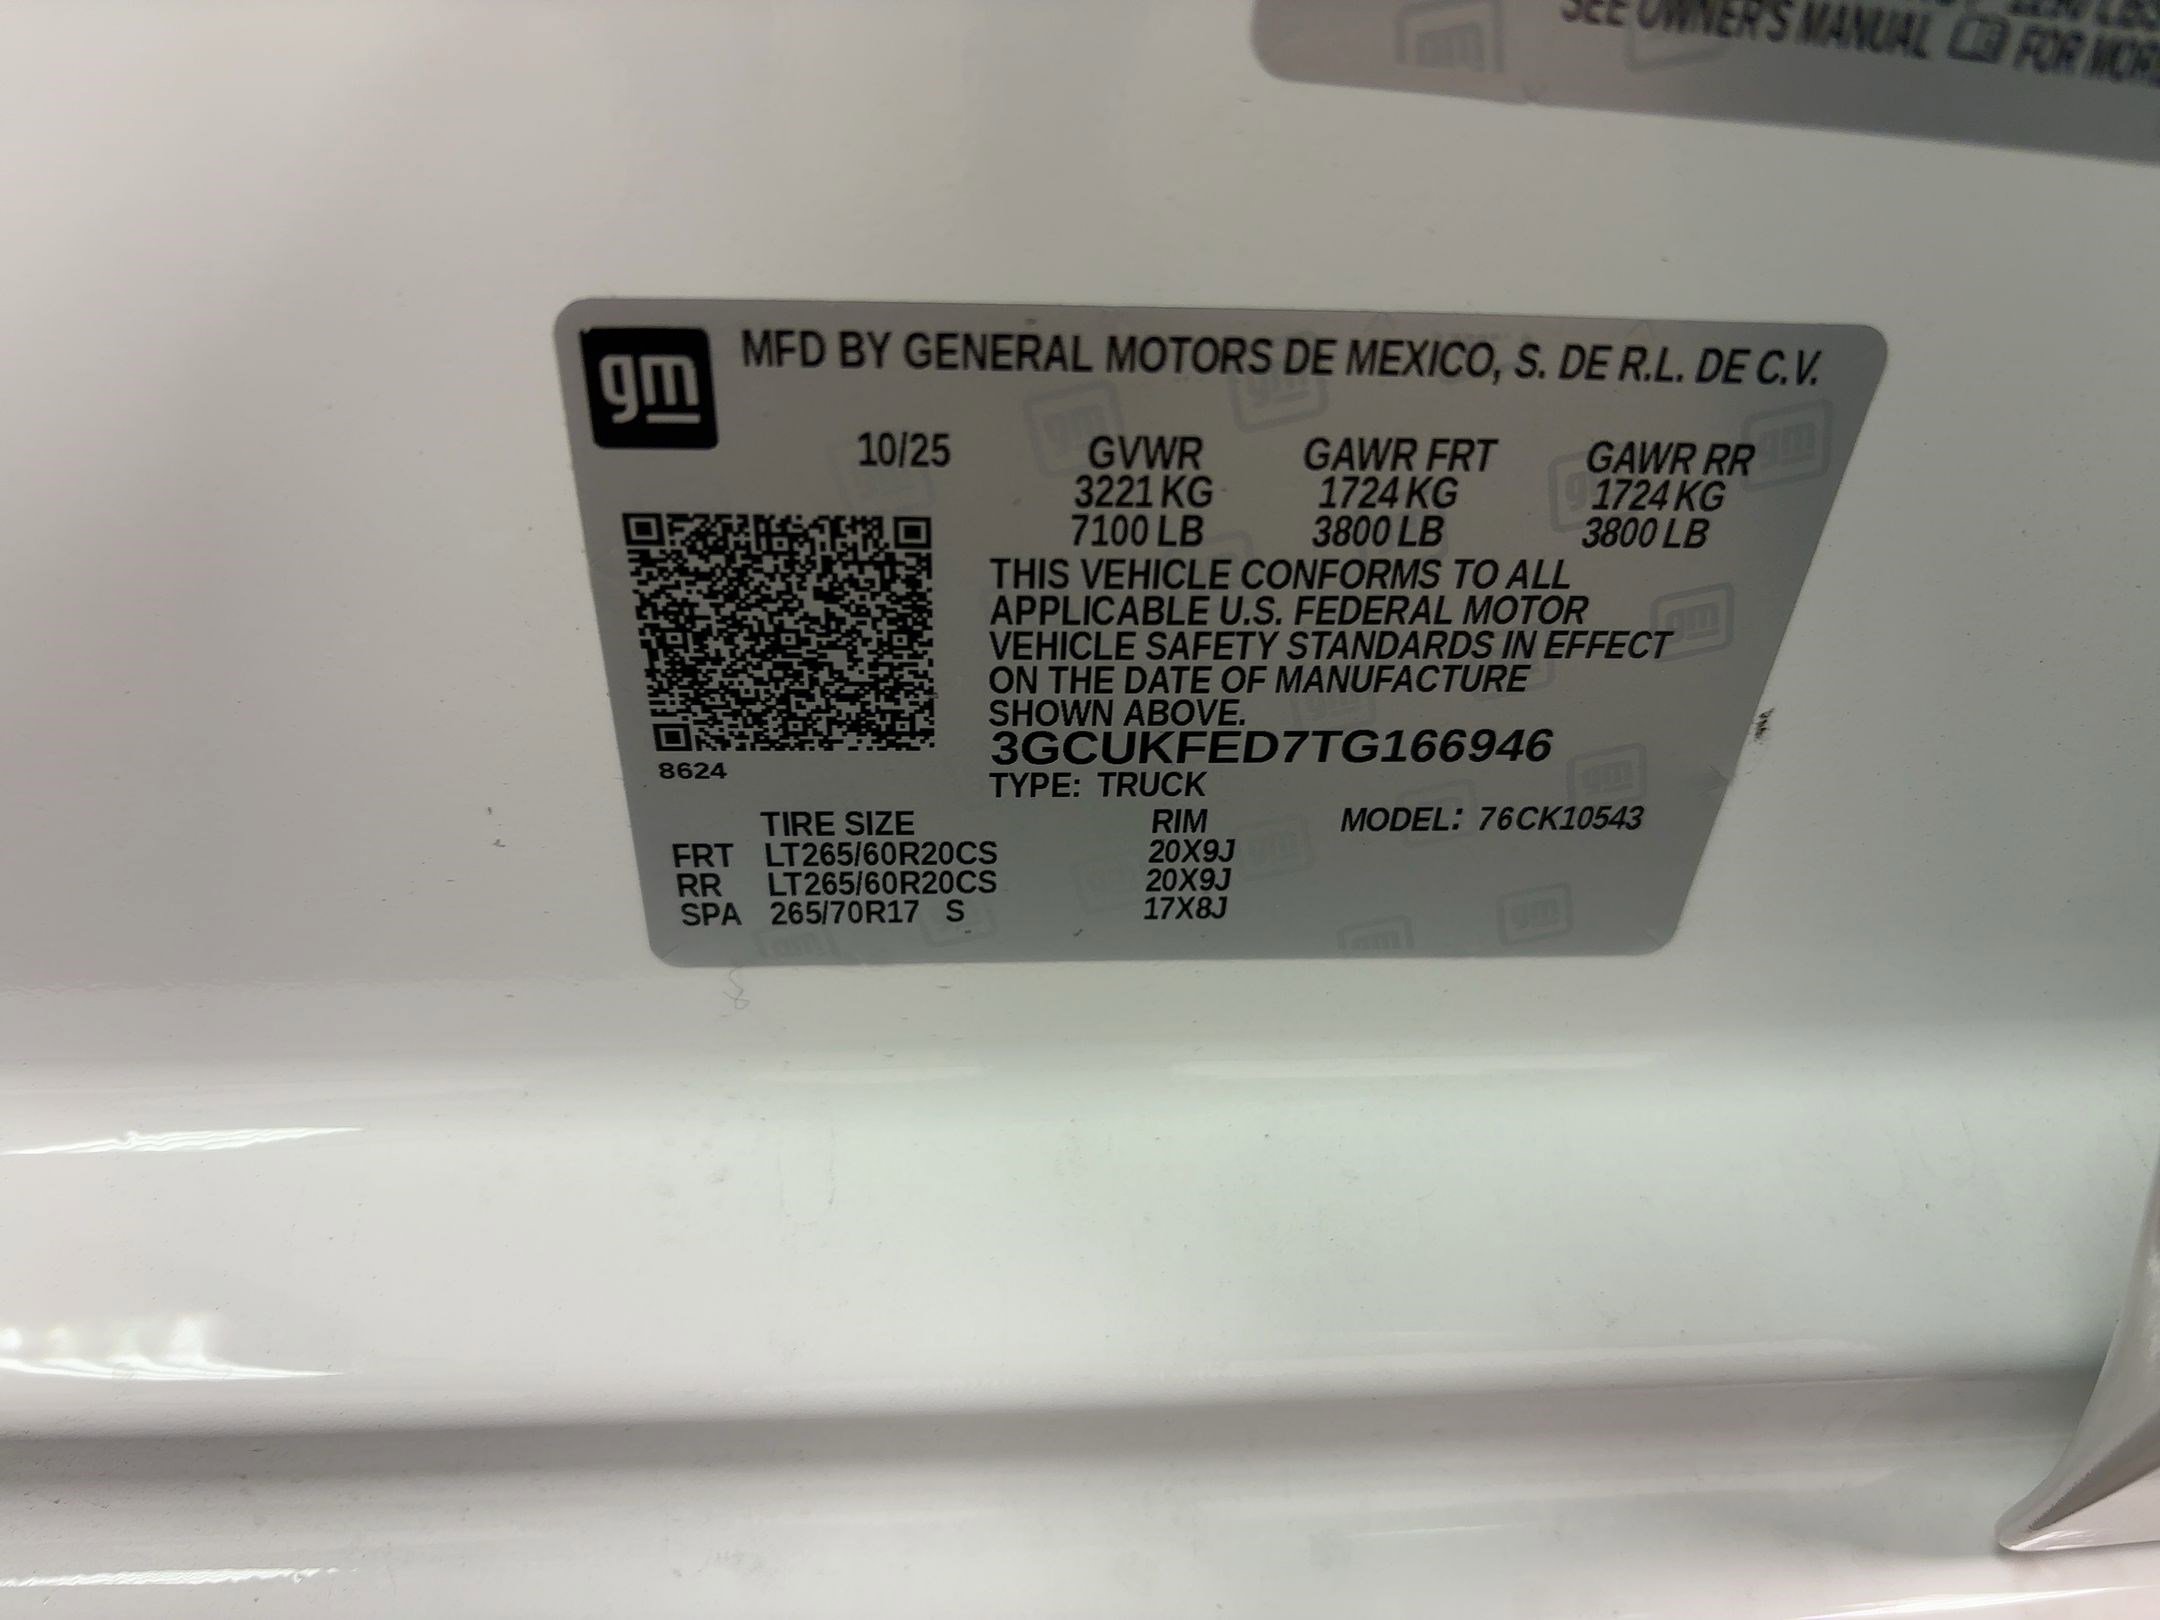 SEE OWNER'S MANUAL FOR MORE
gm
MFD BY GENERAL MOTORS DE MEXICO, S. DE R.L. DE C.V.
10/25 GVWR GAWR FRT GAWR RR
3221 KG 1724 KG 1724 KG
7100 LB 3800 LB 3800 LB
THIS VEHICLE CONFORMS TO ALL
APPLICABLE U.S. FEDERAL MOTOR
VEHICLE SAFETY STANDARDS IN EFFECT
ON THE DATE OF MANUFACTURE
SHOWN ABOVE.
3GCUKFED7TG166946
8624
TYPE: TRUCK
TIRE SIZE RIM MODEL: 76CK10543
FRT LT265/60R20CS 20X9J
RR LT265/60R20CS 20X9J
SPA 265/70R17 S 17X8J